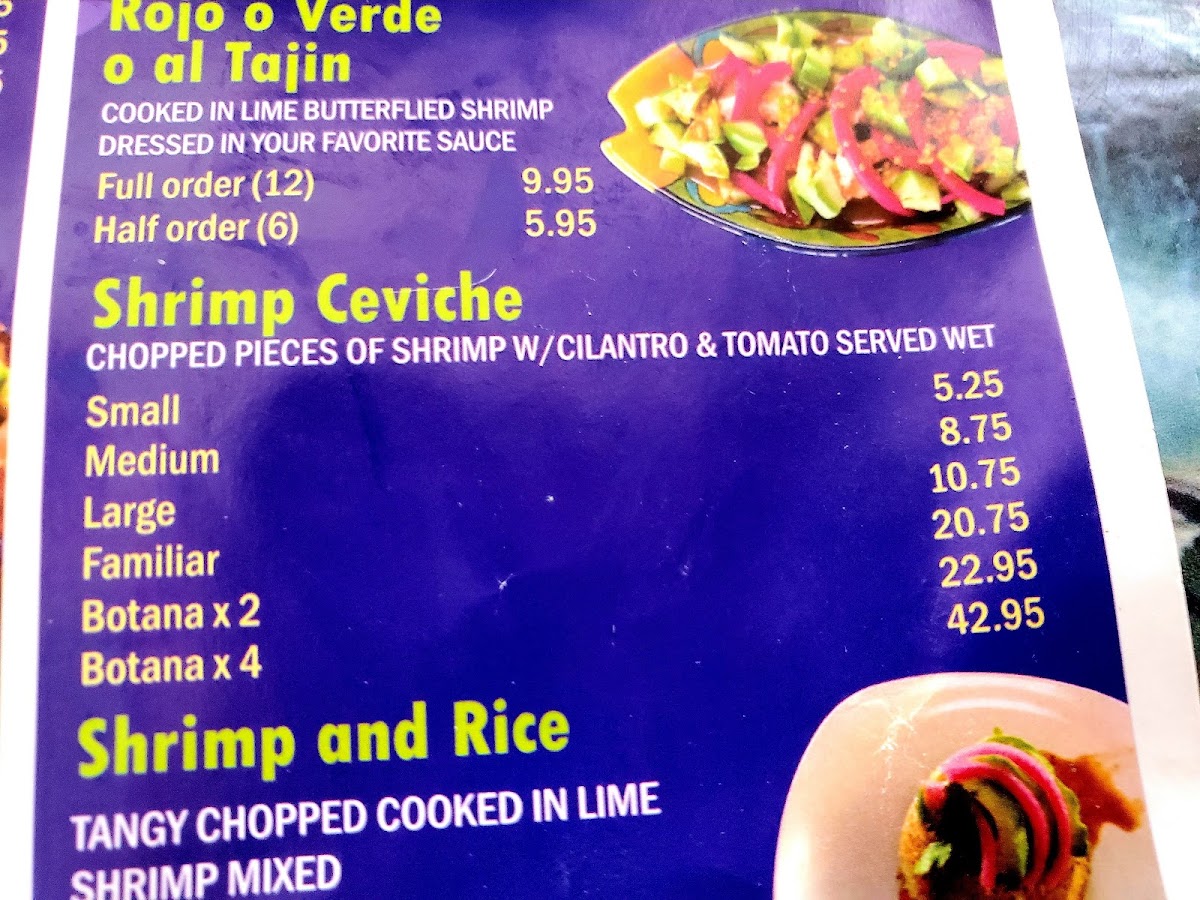 Rojo o Verde
o al Tajin
COOKED IN LIME BUTTERFLIED SHRIMP
DRESSED IN YOUR FAVORITE SAUCE
Full order (12) 9.95
Half order (6) 5.95
Shrimp Ceviche
CHOPPED PIECES OF SHRIMP W/CILANTRO & TOMATO SERVED WET
Small 5.25
Medium 8.75
Large 10.75
Familiar 20.75
Botana x 2 22.95
Botana x 4 42.95
Shrimp and Rice
TANGY CHOPPED COOKED IN LIME
SHRIMP MIXED